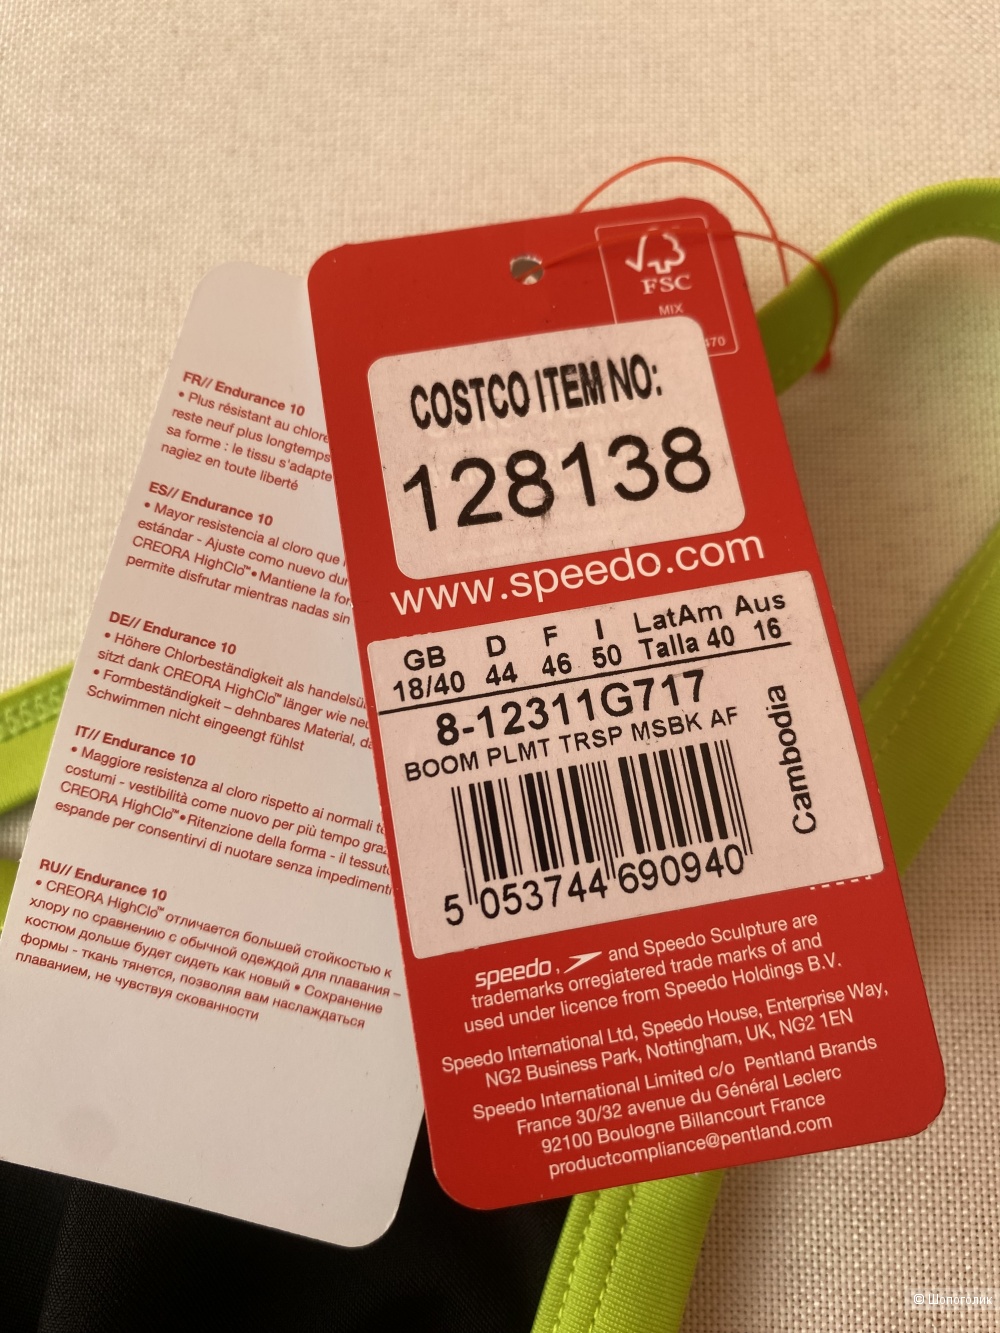 FR// Endurance 10
• Plus résistant au chlore
reste neuf plus longtemps
sa forme : le tissu s'adapte
nagiez en toute liberté
ES// Endurance 10
• Mayor resistencia al cloro que
estándar - Ajuste como nuevo
CREORA HighClo™ • Mantiene la
permite disfrutar mientras nadas sin
DE// Endurance 10
• Höhere Chlorbeständigkeit als
sitzt dank CREORA HighClo™ länger wie
• Formbeständigkeit – dehnbares Material,
Schwimmen nicht eingeengt fühlst
IT// Endurance 10
• Maggiore resistenza al cloro rispetto ai normali
costumi - vestibilità come nuovo per più tempo
CREORA HighClo™ • Ritenzione della forma - il tessuto
espande per consentirvi di nuotare senza impedimenti
RU// Endurance 10
• CREORA HighClo™ отличается большей стойкостью к
хлору по сравнению с обычной одеждой для плавания –
костюм дольше будет сидеть как новый • Сохранение
формы - ткань тянется, позволяя вам наслаждаться
плаванием, не чувствуя скованности
FSC
MIX
470
COSTCO ITEM NO:
128138
www.speedo.com
GB D F I LatAm Aus
18/40 44 46 50 Talla 40 16
8-12311G717
BOOM PLMT TRSP MSBK AF
Cambodia
5 053744 690940
speedo, and Speedo Sculpture are
trademarks orregiatered trade marks of and
used under licence from Speedo Holdings B.V.
Speedo International Ltd, Speedo House, Enterprise Way,
NG2 Business Park, Nottingham, UK, NG2 1EN
Speedo International Limited c/o Pentland Brands
France 30/32 avenue du Général Leclerc
92100 Boulogne Billancourt France
productcompliance@pentland.com
@ Шопоголик